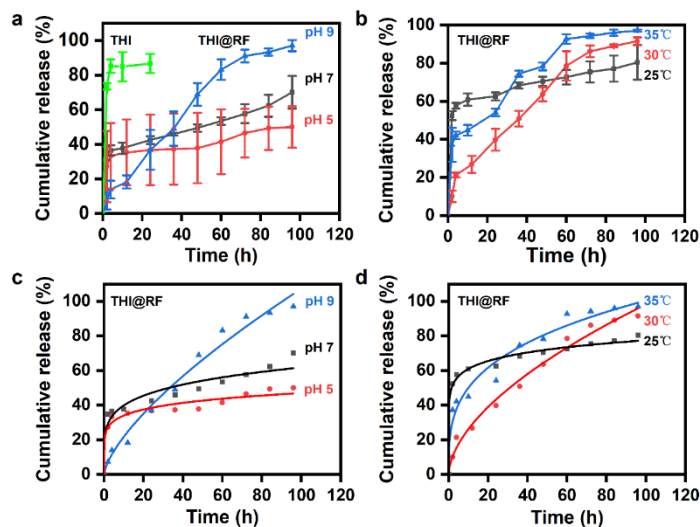 a
THI THI@RF pH 9
pH 7
pH 5
100
80
60
40
20
0
Cumulative release (%)
0 20 40 60 80 100 120
Time (h)
b
THI@RF
35℃
30℃
25℃
100
80
60
40
20
0
Cumulative release (%)
0 20 40 60 80 100 120
Time (h)
c
THI@RF
pH 9
pH 7
pH 5
100
80
60
40
20
0
Cumulative release (%)
0 20 40 60 80 100 120
Time (h)
d
THI@RF
35℃
30℃
25℃
100
80
60
40
20
0
Cumulative release (%)
0 20 40 60 80 100 120
Time (h)